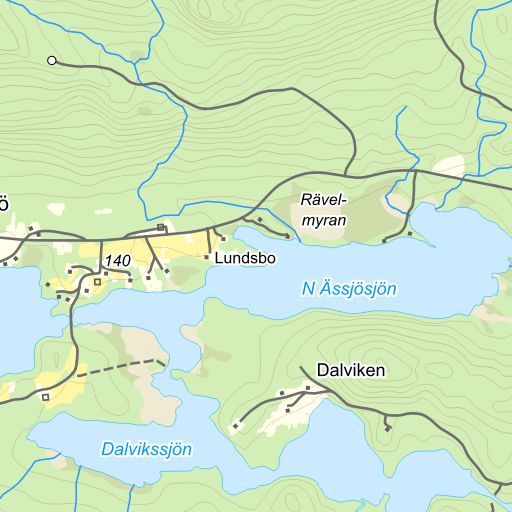 Rävel-
myran
ö
140
Lundsbo
N Ässjösjön
Dalviken
Dalvikssjön